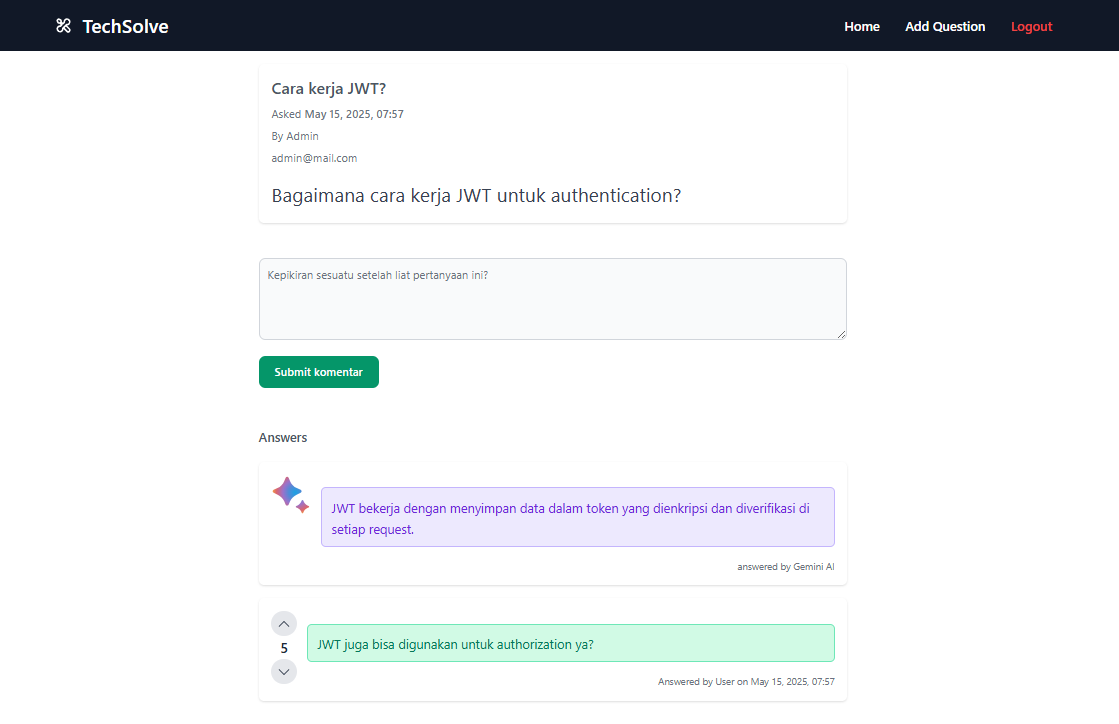 TechSolve
Home Add Question Logout
Cara kerja JWT?
Asked May 15, 2025, 07:57
By Admin
admin@mail.com
Bagaimana cara kerja JWT untuk authentication?
Kepikiran sesuatu setelah liat pertanyaan ini?
Submit komentar
Answers
JWT bekerja dengan menyimpan data dalam token yang dienkripsi dan diverifikasi di
setiap request.
answered by Gemini AI
5
JWT juga bisa digunakan untuk authorization ya?
Answered by User on May 15, 2025, 07:57